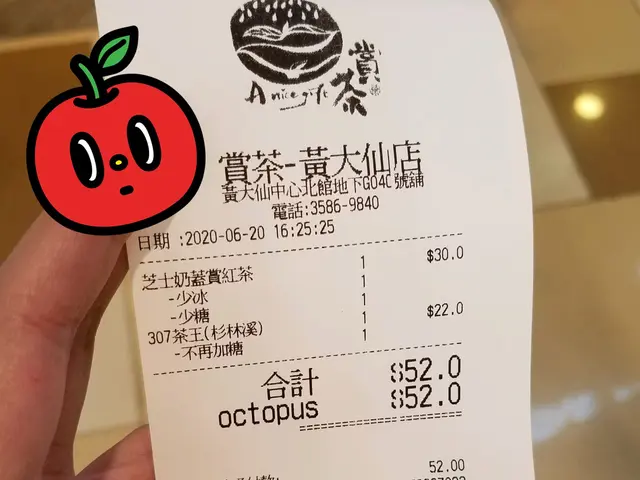 賞茶
A nice gift
賞茶-黃大仙店
黃大仙中心北館地下G04C號舖
電話:3586-9840
日期 :2020-06-20 16:25:25
芝士奶蓋賞紅茶 1 $30.0
-少冰 1
-少糖 1
307茶王(杉林溪) 1 $22.0
-不再加糖 1
合計 $52.0
octopus $52.0
52.00